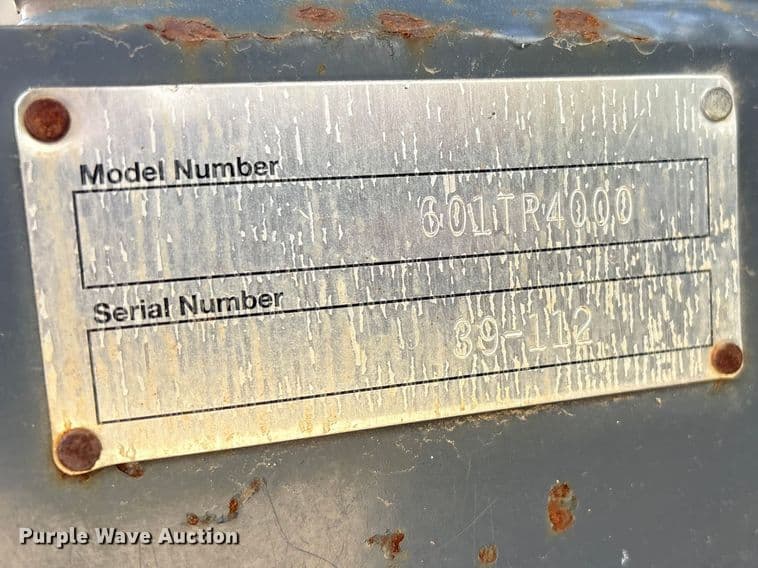 Model Number
601TR4000
Serial Number
39-112
Purple Wave Auction